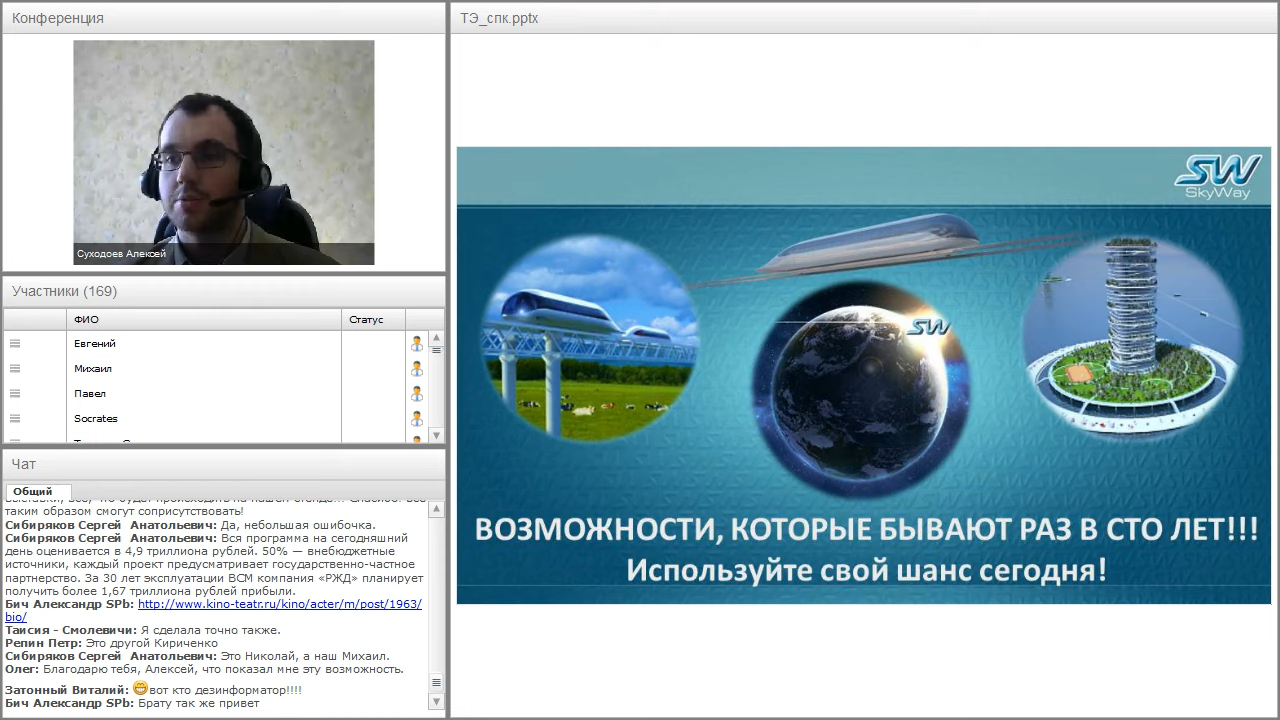 Конференция
Суходоев Алексей
Участники (169)
ФИО
Статус
Евгений
Михаил
Павел
Socrates
Чат
Общий
таким образом смогут соприсутствовать!
Сибиряков Сергей Анатольевич: Да, небольшая ошибочка.
Сибиряков Сергей Анатольевич: Вся программа на сегодняшний
день оценивается в 4,9 триллиона рублей. 50% — внебюджетные
источники, каждый проект предусматривает государственно-частное
партнерство. За 30 лет эксплуатации ВСМ компания «РЖД» планирует
получить более 1,67 триллиона рублей прибыли.
Бич Александр SPb: http://www.kino-teatr.ru/kino/acter/m/post/1963/
bio/
Таисия - Смолевичи: Я сделала точно также.
Репин Петр: Это другой Кириченко
Сибиряков Сергей Анатольевич: Это Николай, а наш Михаил.
Олег: Благодарю тебя, Алексей, что показал мне эту возможность.
Затонный Виталий: вот кто дезинформатор!!!!
Бич Александр SPb: Брату так же привет
ТЭ_спк.pptx
SW
SkyWay
SW
ВОЗМОЖНОСТИ, КОТОРЫЕ БЫВАЮТ РАЗ В СТО ЛЕТ!!!
Используйте свой шанс сегодня!